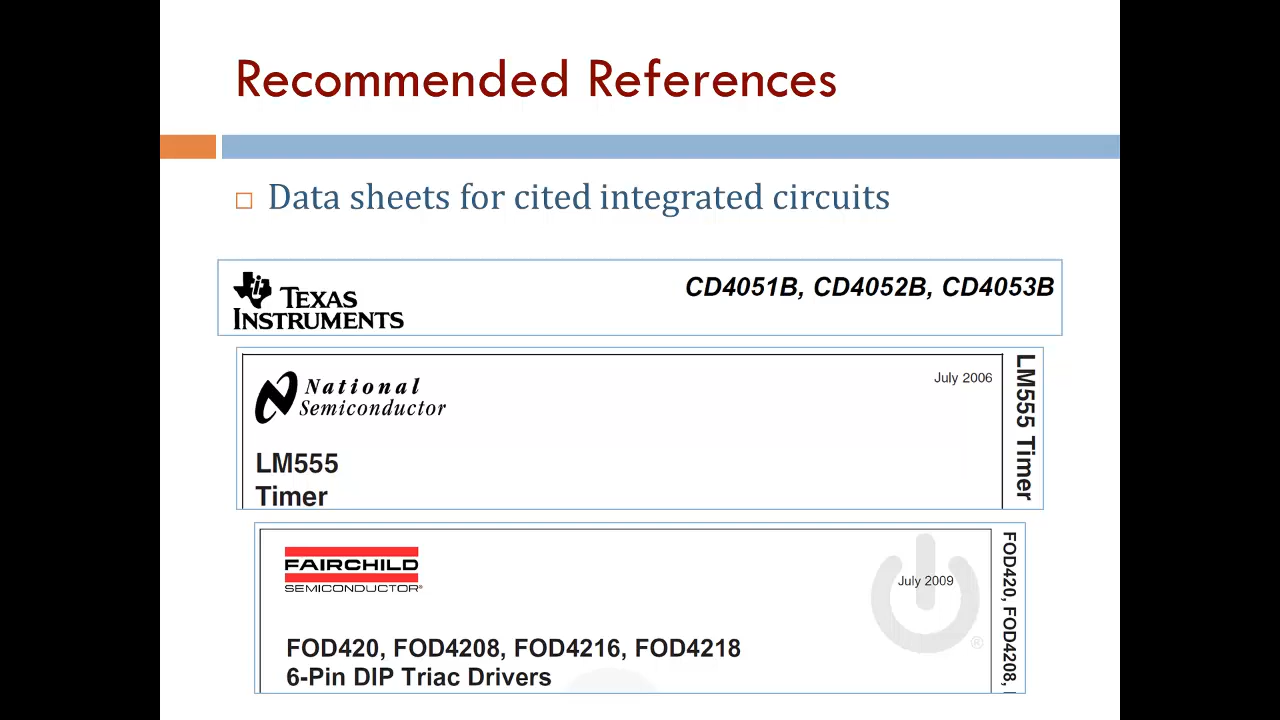 Recommended References
Data sheets for cited integrated circuits
TEXAS
INSTRUMENTS
CD4051B, CD4052B, CD4053B
National
Semiconductor
July 2006
LM555
Timer
LM555 Timer
FAIRCHILD
SEMICONDUCTOR®
July 2009
®
FOD420, FOD4208, FOD4216, FOD4218
6-Pin DIP Triac Drivers
FOD420, FOD4208,